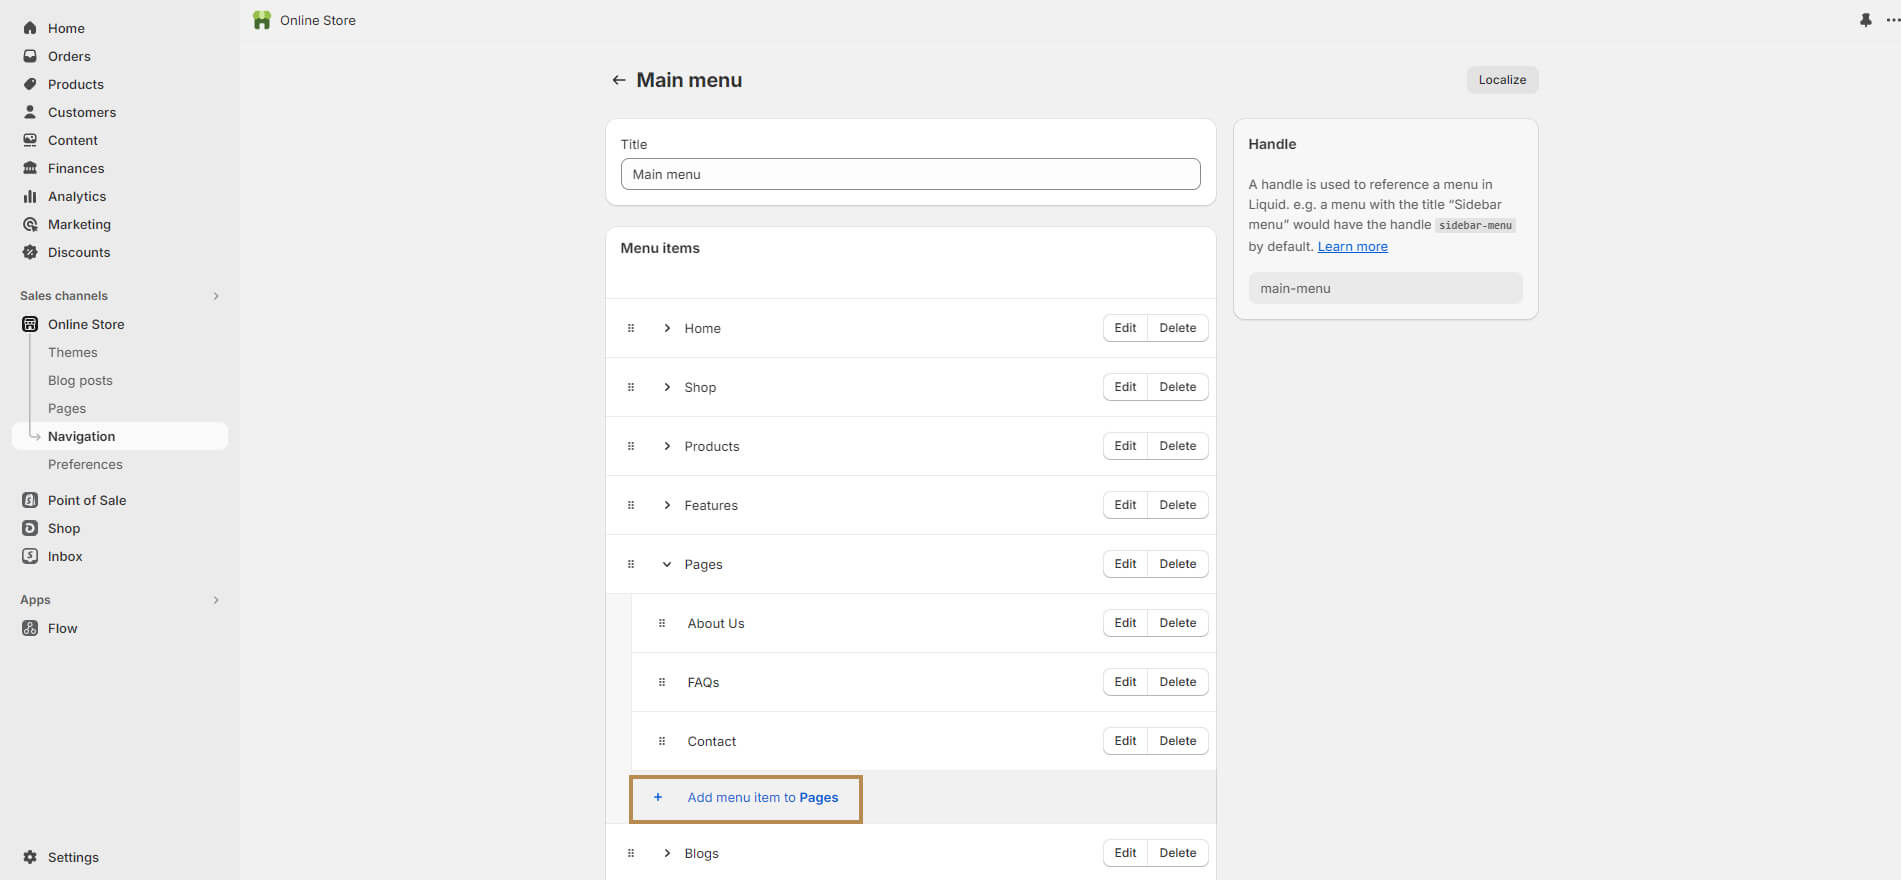 Home
Orders
Products
Customers
Content
Finances
Analytics
Marketing
Discounts
Sales channels
Online Store
Themes
Blog posts
Pages
Navigation
Preferences
Point of Sale
Shop
Inbox
Apps
Flow
Settings
Online Store
Main menu
Localize
Title
Main menu
Menu items
Home Edit Delete
Shop Edit Delete
Products Edit Delete
Features Edit Delete
Pages Edit Delete
About Us Edit Delete
FAQs Edit Delete
Contact Edit Delete
+ Add menu item to Pages
Blogs Edit Delete
Handle
A handle is used to reference a menu in
Liquid. e.g. a menu with the title “Sidebar
menu” would have the handle sidebar-menu
by default. Learn more
main-menu